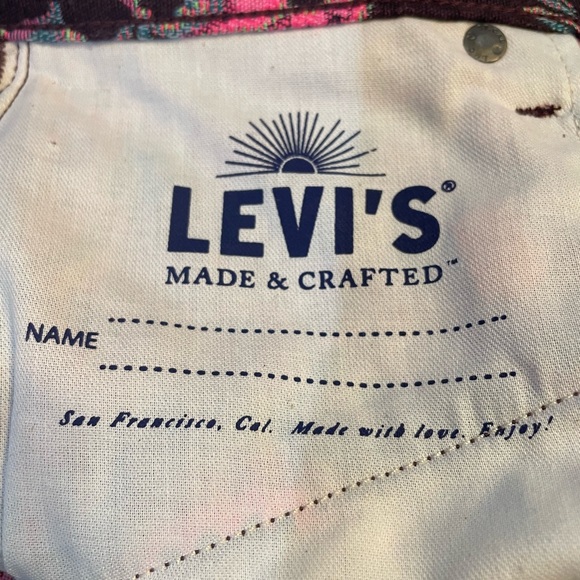 LEVI'S®
MADE & CRAFTED™
NAME
San Francisco, Cal. Made with love. Enjoy!